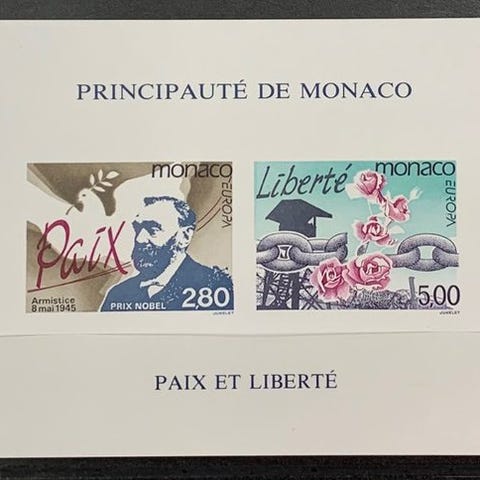 PRINCIPAUTÉ DE MONACO
monaco
EUROPA
Paix
Armistice
8 mai 1945
PRIX NOBEL
2,80
JUMELET
Liberté
monaco
EUROPA
5,00
JUMELET
PAIX ET LIBERTÉ